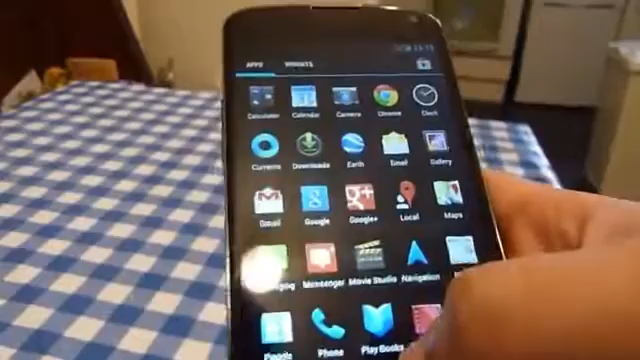 APPS WIDGETS
Calculator Calendar Camera Chrome Clock
Currents Downloads Earth Email Gallery
Gmail Google Google+ Local Maps
Messenger Movie Studio Navigation
People Phone Play Books